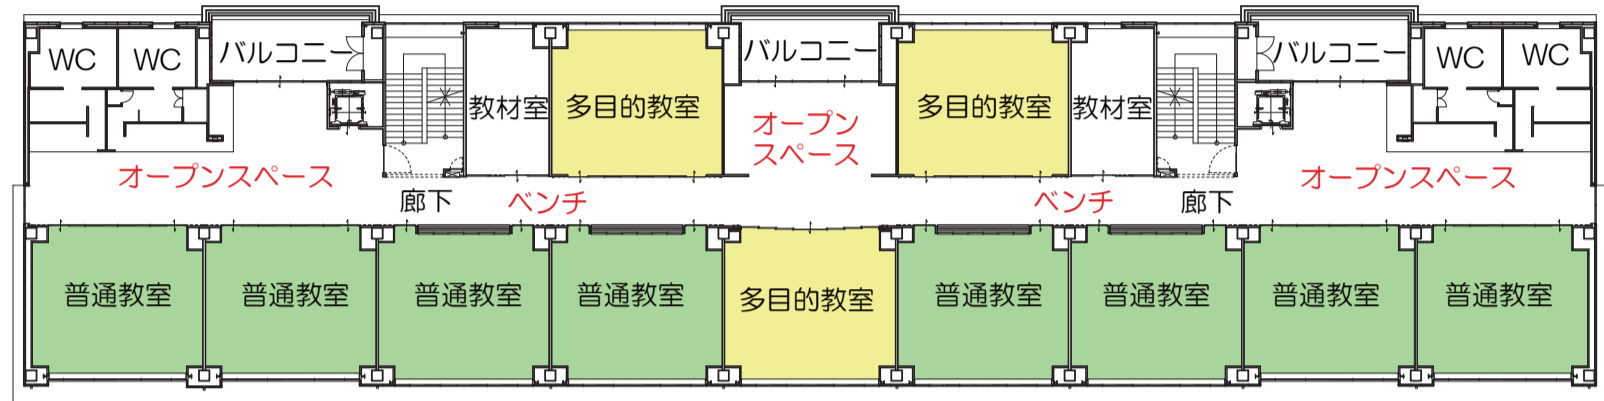 WC
WC
バルコニー
教材室
多目的教室
バルコニー
オープン
スペース
多目的教室
教材室
バルコニー
WC
WC
オープンスペース
廊下
ベンチ
ベンチ
廊下
オープンスペース
普通教室
普通教室
普通教室
普通教室
多目的教室
普通教室
普通教室
普通教室
普通教室